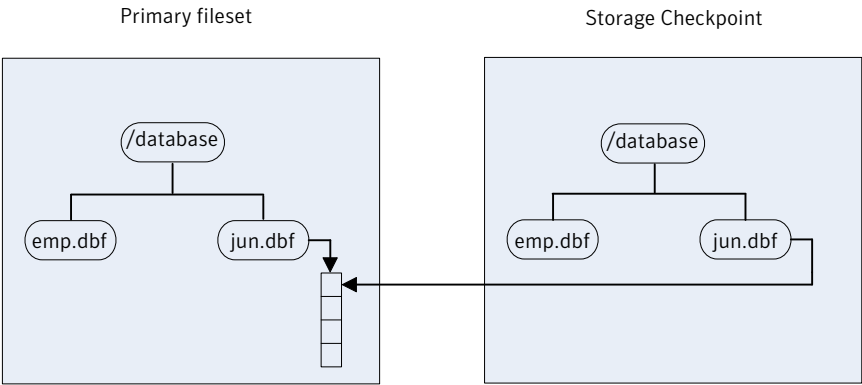 Primary fileset
Storage Checkpoint
/database
emp.dbf
jun.dbf
/database
emp.dbf
jun.dbf